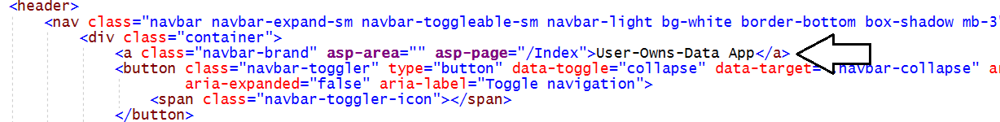 <header>
<nav class="navbar navbar-expand-sm navbar-toggleable-sm navbar-light bg-white border-bottom box-shadow mb-3"
<div class="container">
<a class="navbar-brand" asp-area="" asp-page="/Index">User-Owns-Data App</a>
<button class="navbar-toggler" type="button" data-toggle="collapse" data-target= navbar-collapse" ar
aria-expanded="false" aria-label="Toggle navigation">
<span class="navbar-toggler-icon"></span>
</button>